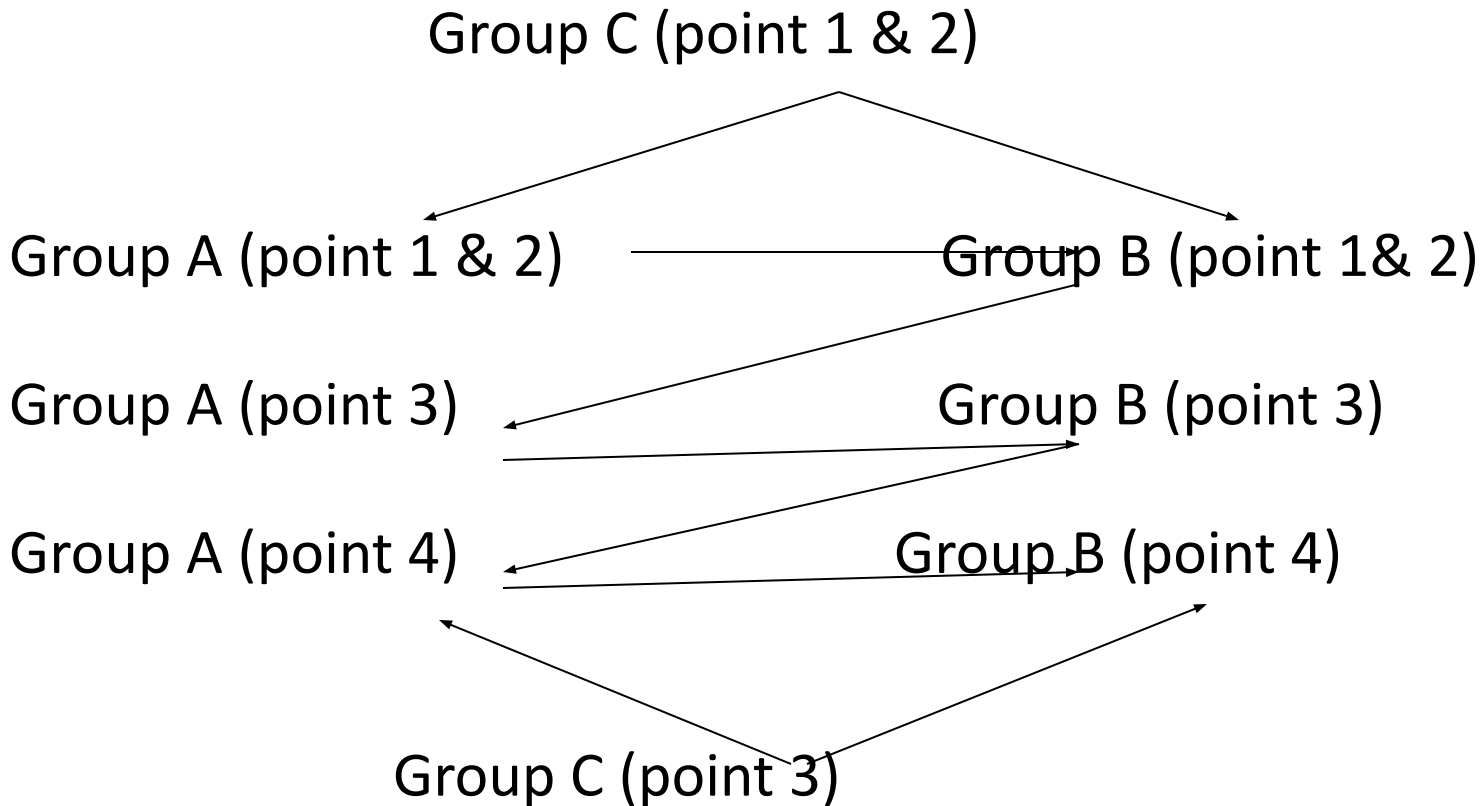 Group C (point 1 & 2)
Group A (point 1 & 2)
Group B (point 1& 2)
Group A (point 3)
Group B (point 3)
Group A (point 4)
Group B (point 4)
Group C (point 3)